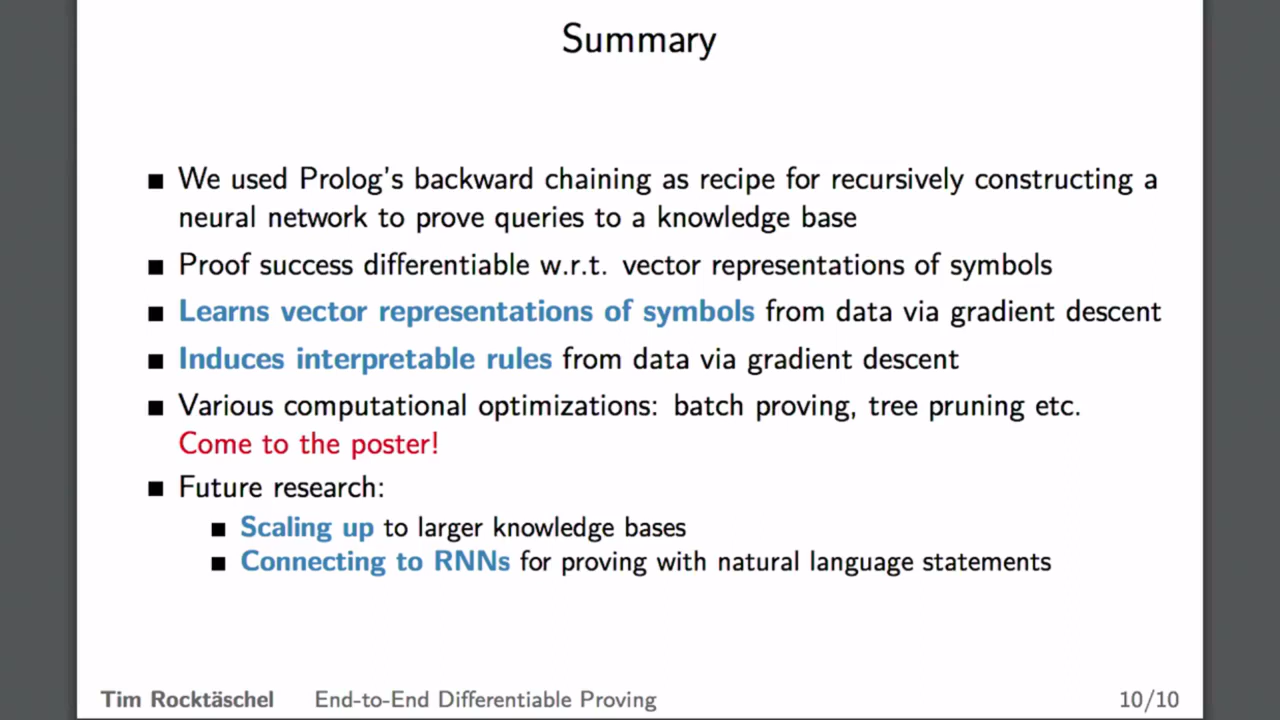 Summary
■ We used Prolog's backward chaining as recipe for recursively constructing a
neural network to prove queries to a knowledge base
■ Proof success differentiable w.r.t. vector representations of symbols
■ Learns vector representations of symbols from data via gradient descent
■ Induces interpretable rules from data via gradient descent
■ Various computational optimizations: batch proving, tree pruning etc.
Come to the poster!
■ Future research:
■ Scaling up to larger knowledge bases
■ Connecting to RNNs for proving with natural language statements
Tim Rocktäschel End-to-End Differentiable Proving 10/10